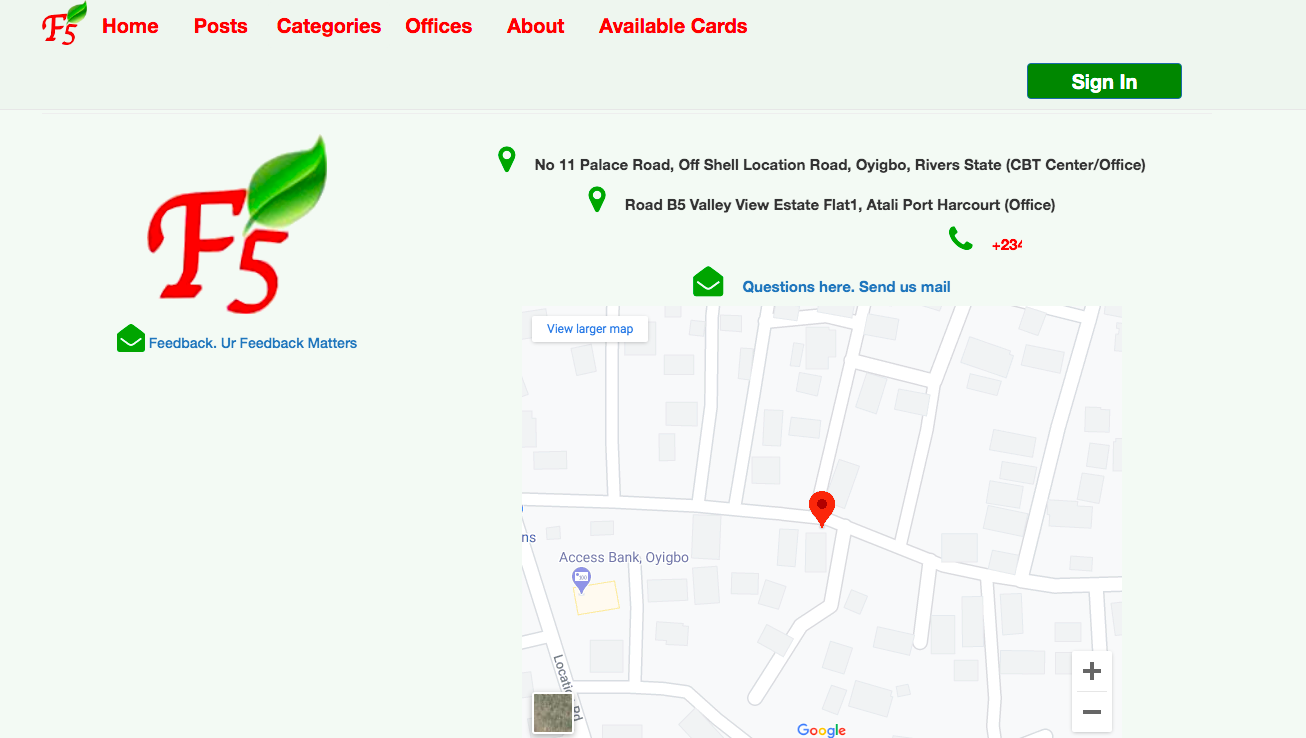 F5 Home Posts Categories Offices About Available Cards
Sign In
F5
Feedback. Ur Feedback Matters
No 11 Palace Road, Off Shell Location Road, Oyigbo, Rivers State (CBT Center/Office)
Road B5 Valley View Estate Flat1, Atali Port Harcourt (Office)
+234
Questions here. Send us mail
View larger map
ns
Access Bank, Oyigbo
Rd
Google